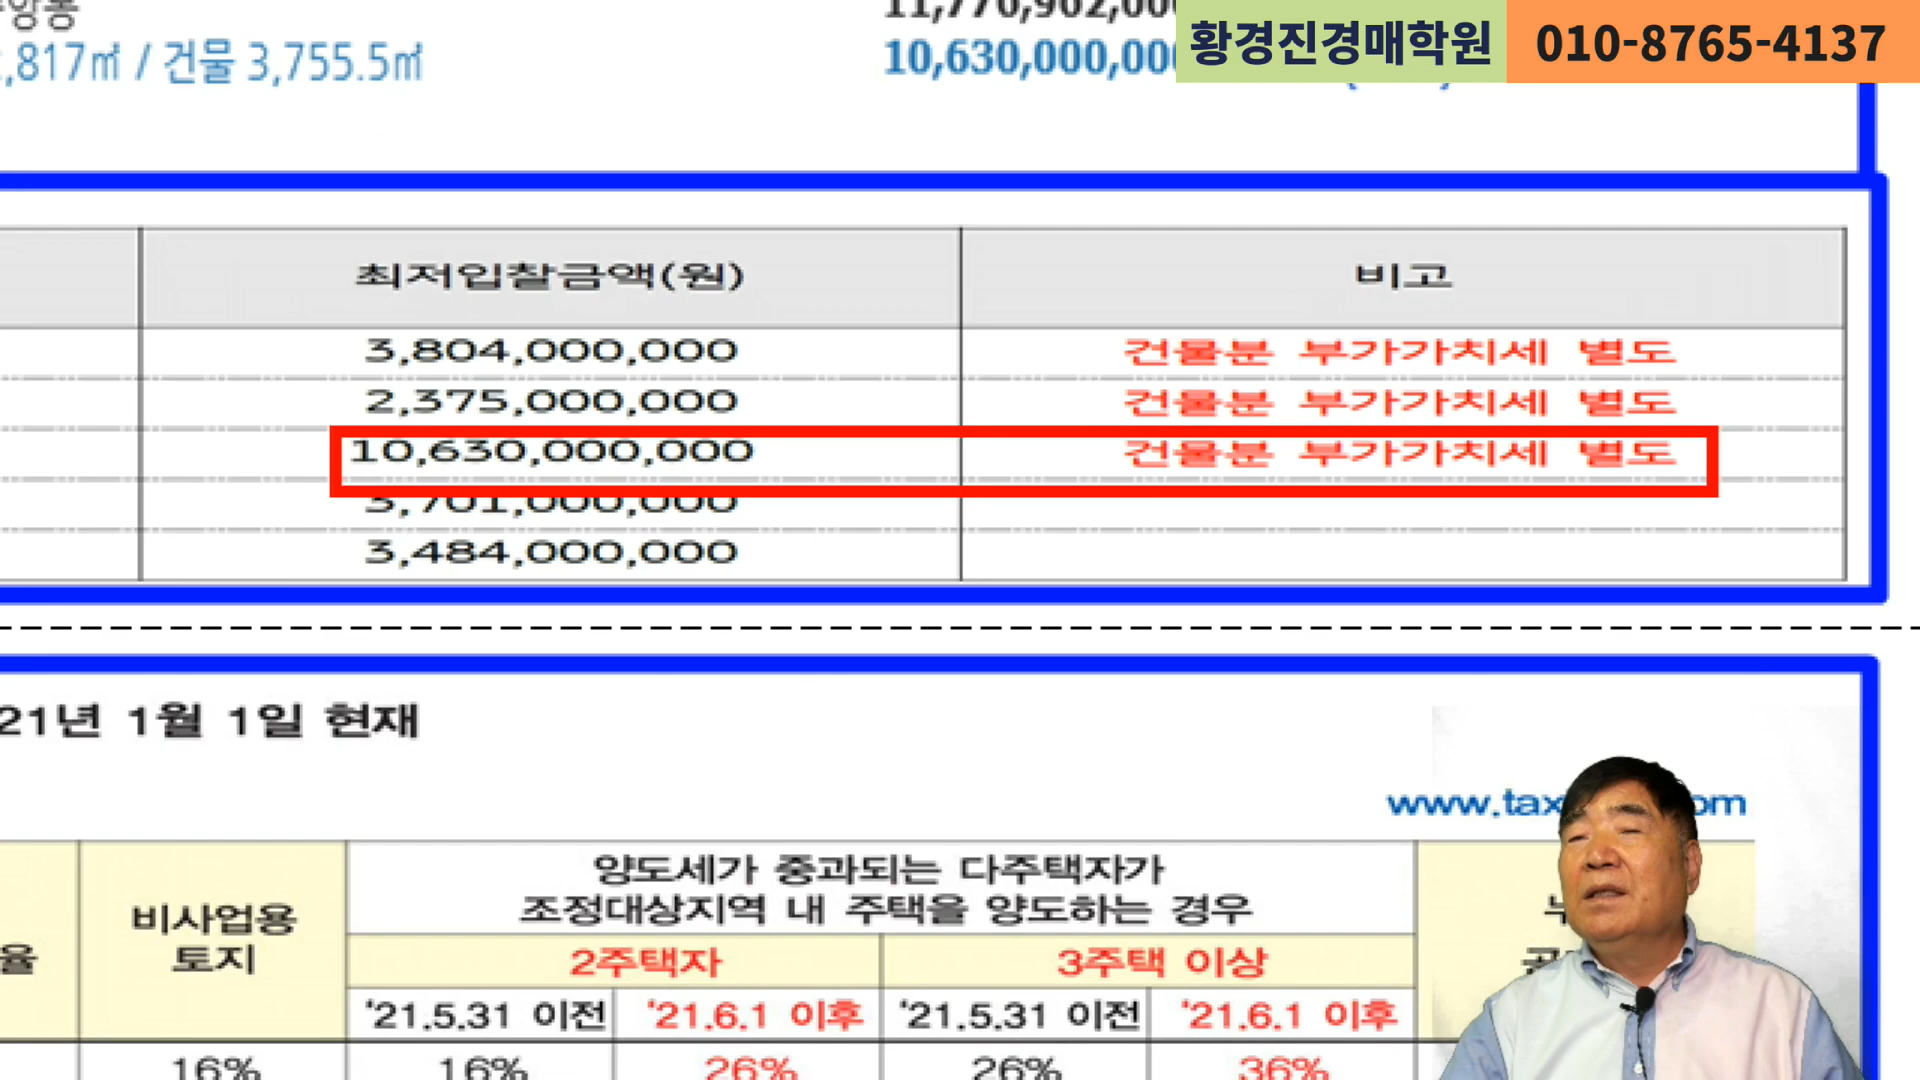 황경진경매학원 010-8765-4137
,817㎡ / 건물 3,755.5㎡
10,630,000,00
최저입찰금액(원) 비고
3,804,000,000 건물분 부가가치세 별도
2,375,000,000 건물분 부가가치세 별도
10,630,000,000 건물분 부가가치세 별도
3,701,000,000
3,484,000,000
21년 1월 1일 현재
www.tax
om
양도세가 중과되는 다주택자가
조정대상지역 내 주택을 양도하는 경우
비사업용
토지
율
2주택자 3주택 이상
'21.5.31 이전 '21.6.1 이후 '21.5.31 이전 '21.6.1 이후
16% 16% 26% 26% 36%